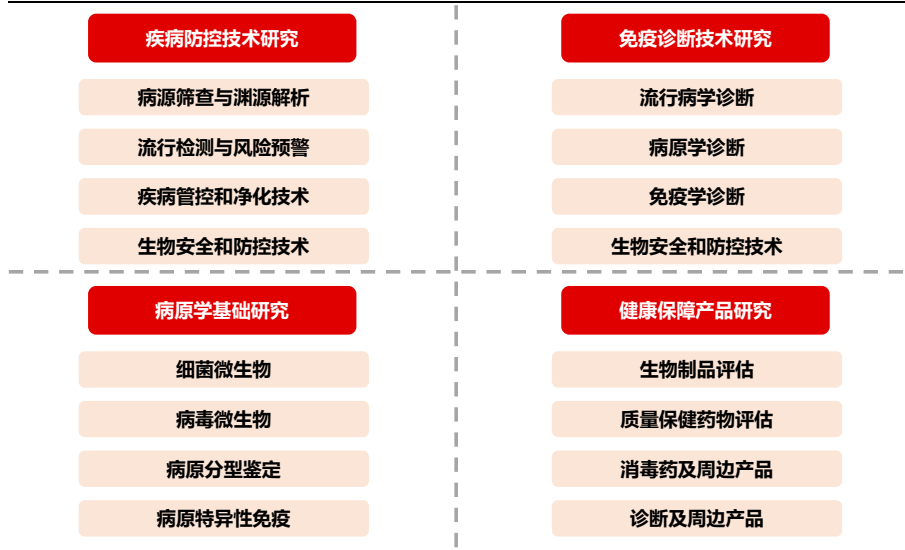 疾病防控技术研究
病源筛查与渊源解析
流行检测与风险预警
疾病管控和净化技术
生物安全和防控技术
免疫诊断技术研究
流行病学诊断
病原学诊断
免疫学诊断
生物安全和防控技术
病原学基础研究
细菌微生物
病毒微生物
病原分型鉴定
病原特异性免疫
健康保障产品研究
生物制品评估
质量保健药物评估
消毒药及周边产品
诊断及周边产品